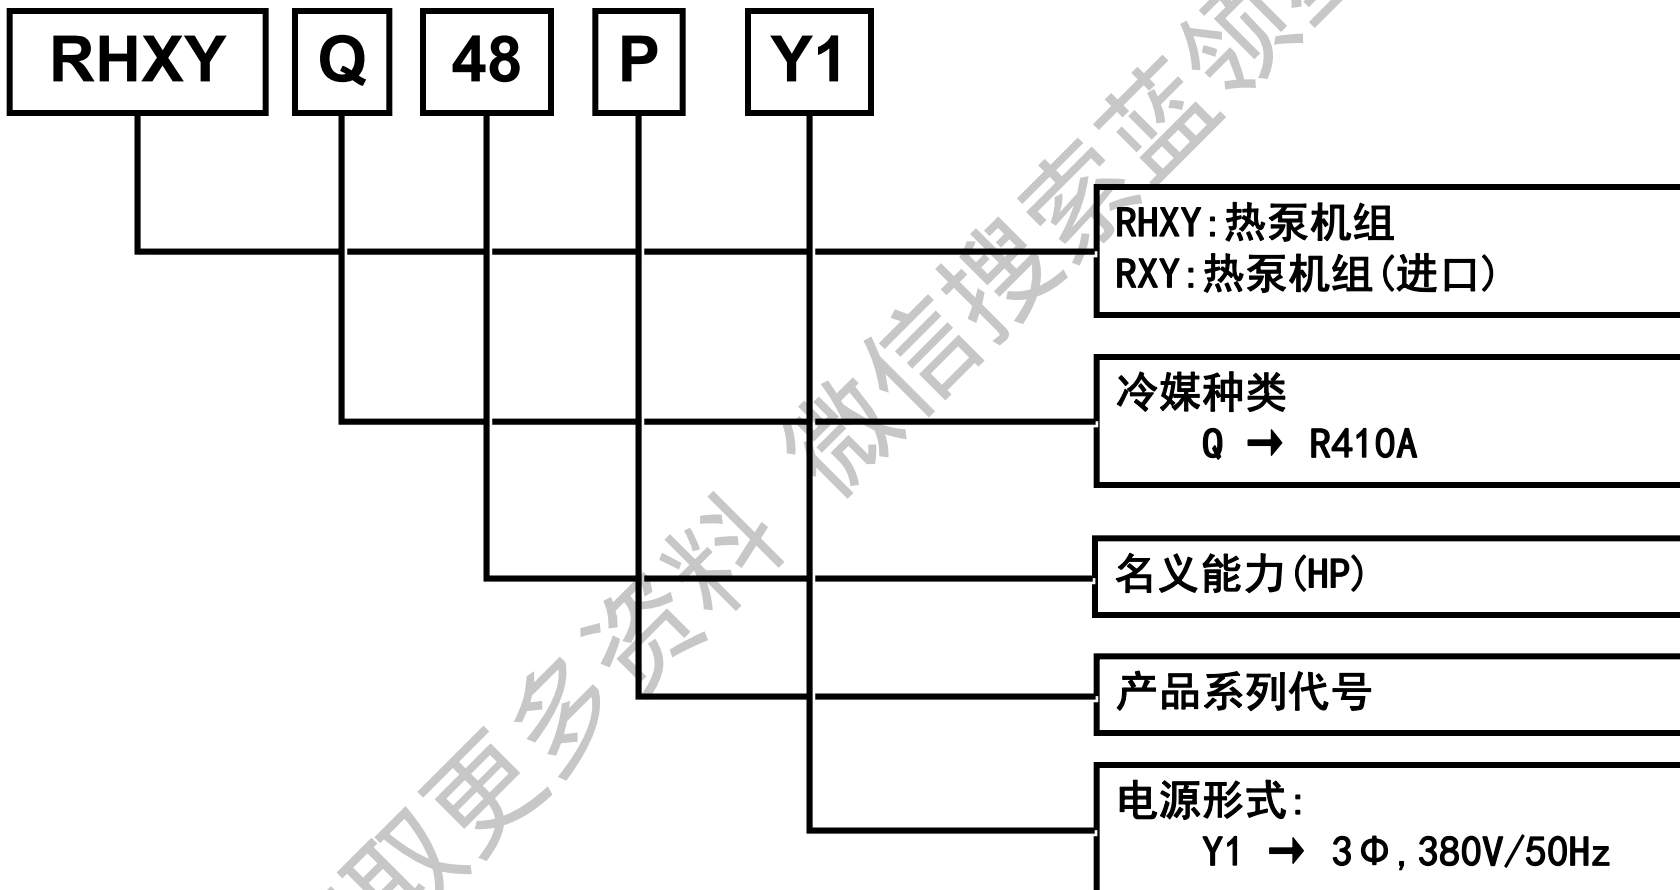 RHXY Q 48 P Y1
RHXY:热泵机组
RXY:热泵机组(进口)
冷媒种类
Q → R410A
名义能力(HP)
产品系列代号
电源形式:
Y1 → 3Φ,380V/50Hz
取更多资料 微信搜索蓝领